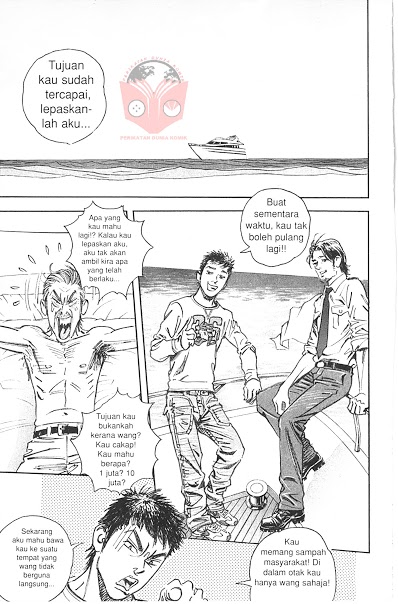 Tujuan
kau sudah
tercapai,
lepaskan-
lah aku...
PERMATAH DUNIA KOMIK
Buat
sementara
waktu, kau tak
boleh pulang
lagi!!
Apa yang
kau mahu
lagi!? Kalau kau
lepaskan aku,
aku tak akan
ambil kira apa
yang telah
berlaku...
Tujuan kau
bukankah
kerana wang?
Kau cakap!
Kau mahu
berapa?
1 juta? 10
juta?
Sekarang
aku mahu bawa
kau ke suatu
tempat yang
wang tidak
berguna
langsung...
Kau
memang sampah
masyarakat! Di
dalam otak kau
hanya wang sahaja!